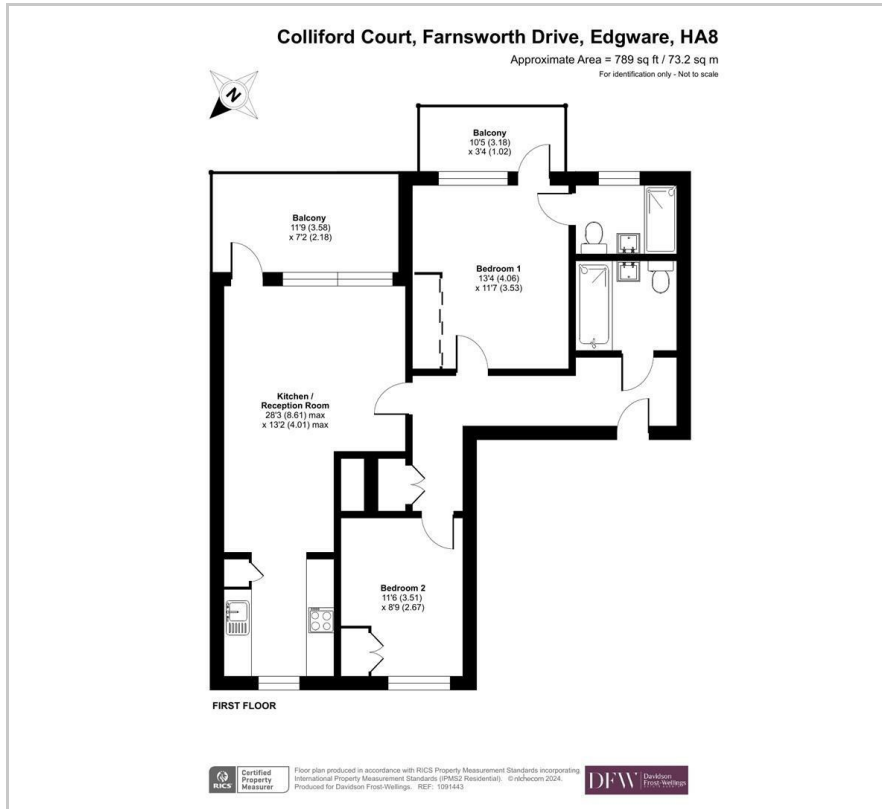 Colliford Court, Farnsworth Drive, Edgware, HA8
Approximate Area = 789 sq ft / 73.2 sq m
For identification only - Not to scale
N
Balcony
10'5 (3.18)
x 3'4 (1.02)
Balcony
11'9 (3.58)
x 7'2 (2.18)
Bedroom 1
13'4 (4.06)
x 11'7 (3.53)
Kitchen /
Reception Room
28'3 (8.61) max
x 13'2 (4.01) max
Bedroom 2
11'6 (3.51)
x 8'9 (2.67)
FIRST FLOOR
RICS
Certified
Property
Measurer
Floor plan produced in accordance with RICS Property Measurement Standards incorporating
International Property Measurement Standards (IPMS2 Residential). ©nichecom 2024.
Produced for Davidson Frost-Wellings. REF: 1091443
DFW
Davidson
Frost-Wellings